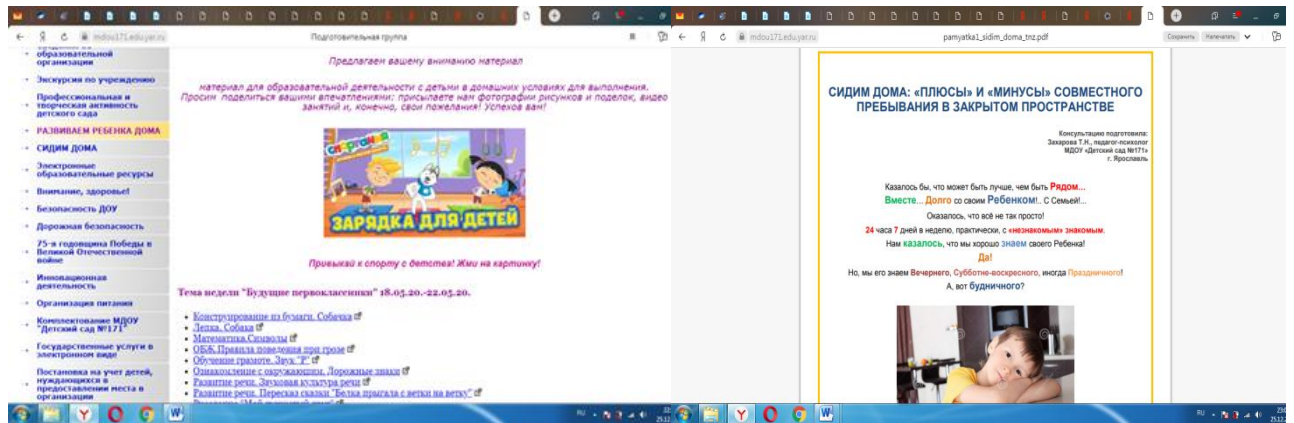 mdou171.edu.yar.ru
Подготовительная группа
образовательной
организации
Экскурсия по учреждению
Профессиональная и
творческая активность
детского сада
РАЗВИВАЕМ РЕБЕНКА ДОМА
СИДИМ ДОМА
Электронные
образовательные ресурсы
Внимание, здоровье!
Безопасность ДОУ
Дорожная безопасность
75-я годовщина Победы в
Великой Отечественной
войне
Инновационная
деятельность
Организация питания
Комплектование МДОУ
"Детский сад №171"
Государственные услуги в
электронном виде
Постановка на учет детей,
нуждающихся в
предоставлении места в
организации
Предлагаем вашему вниманию материал
материал для образовательной деятельности с детьми в домашних условиях для выполнения.
Просим поделиться вашими впечатлениями: присылаете нам фотографии рисунков и поделок, видео
занятий и, конечно, свои пожелания! Успехов вам!
спортания
ЗАРЯДКА ДЛЯ ДЕТЕЙ
Привыкай к спорту с детства! Жми на картинку!
Тема недели "Будущие первоклассники" 18.05.20.-22.05.20.
Конструирование из бумаги. Собачка
Лепка. Собака
Математика.Символы
ОБЖ.Правила поведения при грозе
Обучение грамоте. Звук "Р"
Ознакомление с окружающим. Дорожные знаки
Развитие речи. Звуковая культура речи
Развитие речи. Пересказ сказки "Белка прыгала с ветки на ветку"
RU
mdou171.edu.yar.ru
pamyatka1_sidim_doma_tnz.pdf
Сохранить
Напечатать
СИДИМ ДОМА: «ПЛЮСЫ» И «МИНУСЫ» СОВМЕСТНОГО
ПРЕБЫВАНИЯ В ЗАКРЫТОМ ПРОСТРАНСТВЕ
Консультацию подготовила:
Захарова Т.Н., педагог-психолог
МДОУ «Детский сад №171»
г. Ярославль
Казалось бы, что может быть лучше, чем быть Рядом...
Вместе... Долго со своим Ребенком!.. С Семьей!...
Оказалось, что всё не так просто!
24 часа 7 дней в неделю, практически, с «незнакомым» знакомым.
Нам казалось, что мы хорошо знаем своего Ребенка!
Да!
Но, мы его знаем Вечернего, Субботне-воскресного, иногда Праздничного!
А, вот будничного?
RU